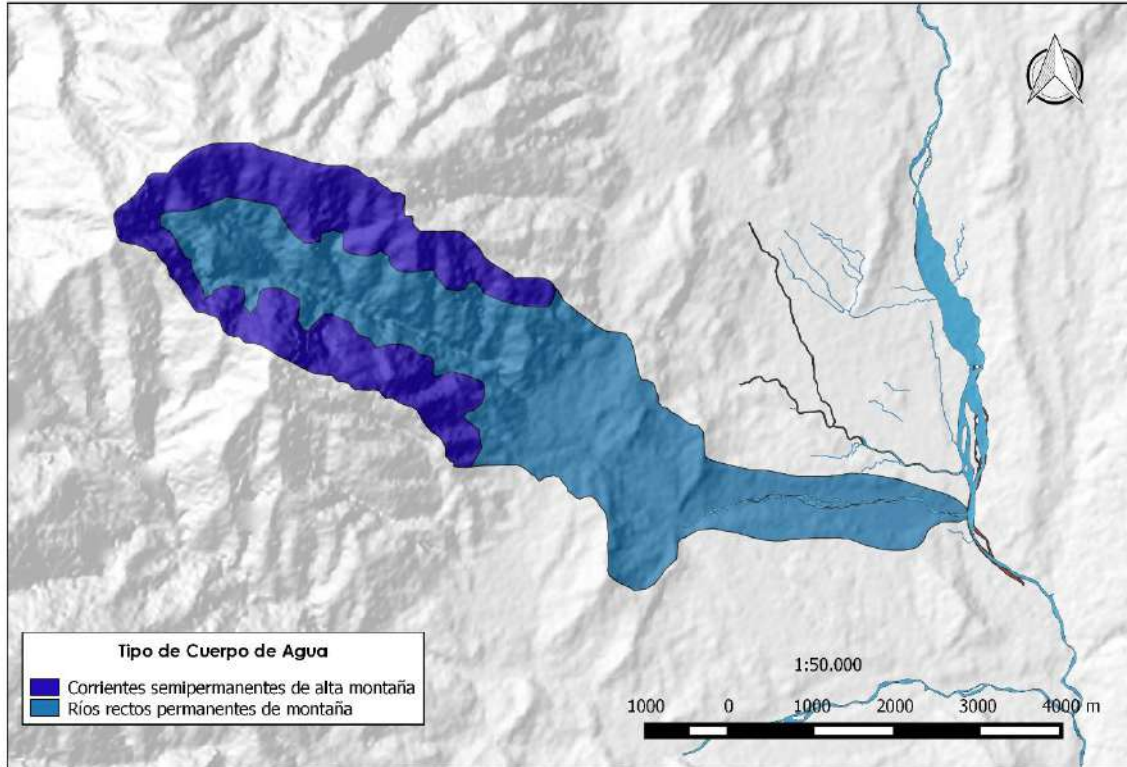 Tipo de Cuerpo de Agua
Corrientes semipermanentes de alta montaña
Ríos rectos permanentes de montaña
1:50.000
1000 0 1000 2000 3000 4000 m